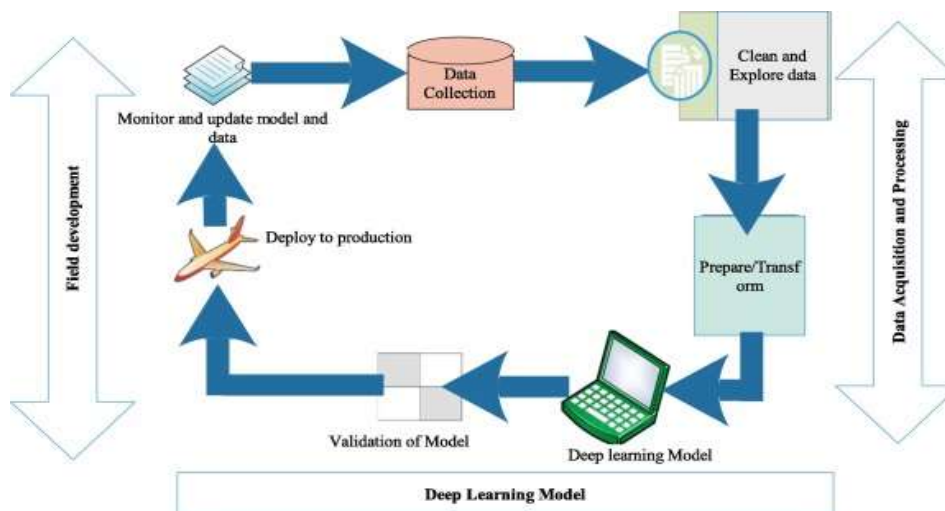 Data
Collection
Clean and
Explore data
Monitor and update model and
data
Field development
Deploy to production
Prepare/Transf
orm
Data Acquisition and Processing
Validation of Model
Deep learning Model
Deep Learning Model